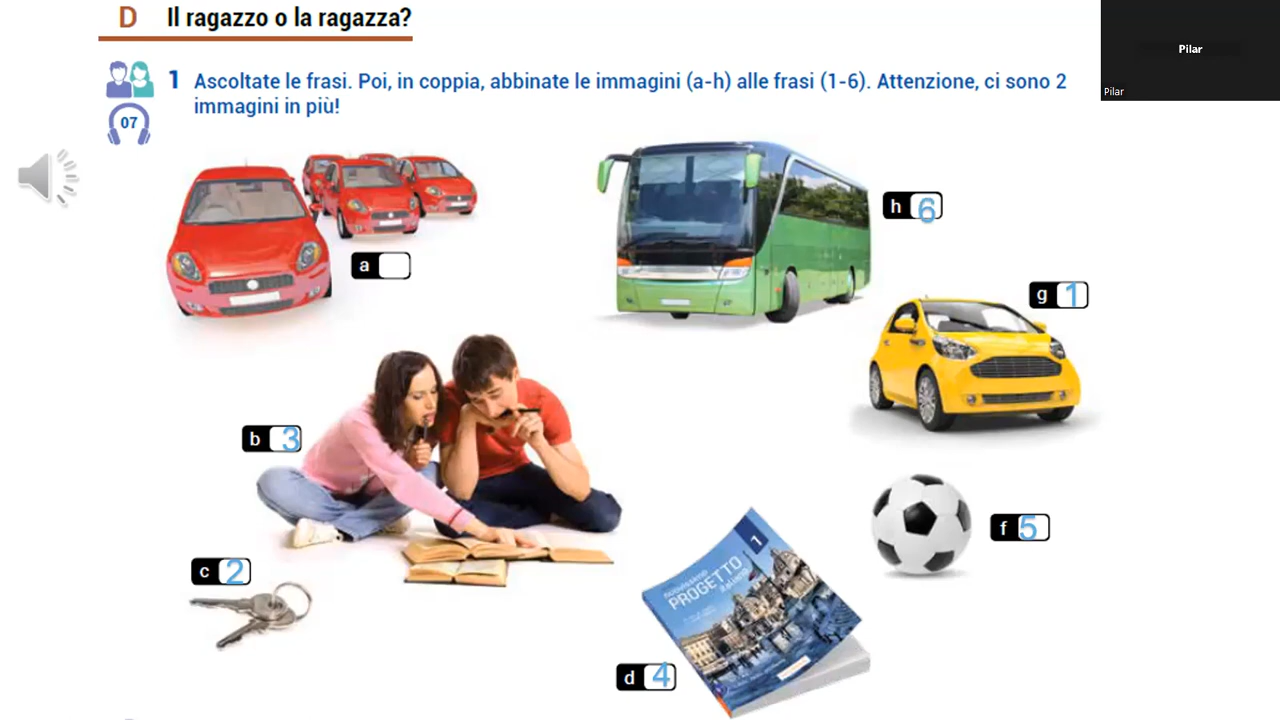 D Il ragazzo o la ragazza?
Pilar
Pilar
1 Ascoltate le frasi. Poi, in coppia, abbinate le immagini (a-h) alle frasi (1-6). Attenzione, ci sono 2
immagini in più!
07
h 6
a
g 1
b 3
f 5
c 2
1
PROGETTO
italiano
d 4